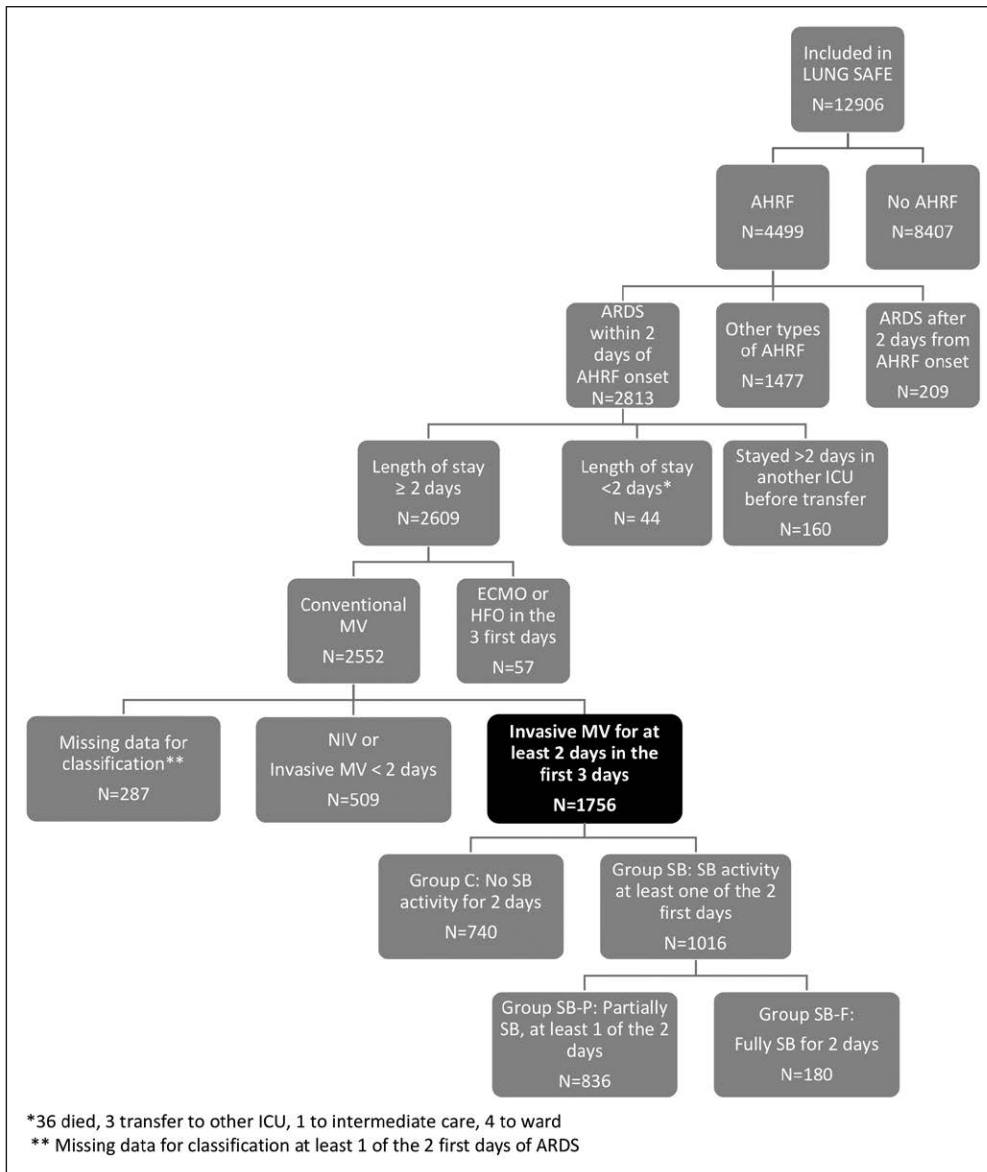 Included in
LUNG SAFE
N=12906
AHRF
N=4499
No AHRF
N=8407
ARDS
within 2
days of
AHRF onset
N=2813
Other types
of AHRF
N=1477
ARDS after
2 days from
AHRF onset
N=209
Length of stay
≥ 2 days
N=2609
Length of stay
<2 days*
N= 44
Stayed >2 days in
another ICU
before transfer
N=160
Conventional
MV
N=2552
ECMO or
HFO in the
3 first days
N=57
Missing data for
classification**
N=287
NIV or
Invasive MV < 2 days
N=509
Invasive MV for at
least 2 days in the
first 3 days
N=1756
Group C: No SB
activity for 2 days
N=740
Group SB: SB activity
at least one of the 2
first days
N=1016
Group SB-P: Partially
SB, at least 1 of the 2
days
N=836
Group SB-F:
Fully SB for 2 days
N=180
*36 died, 3 transfer to other ICU, 1 to intermediate care, 4 to ward
** Missing data for classification at least 1 of the 2 first days of ARDS